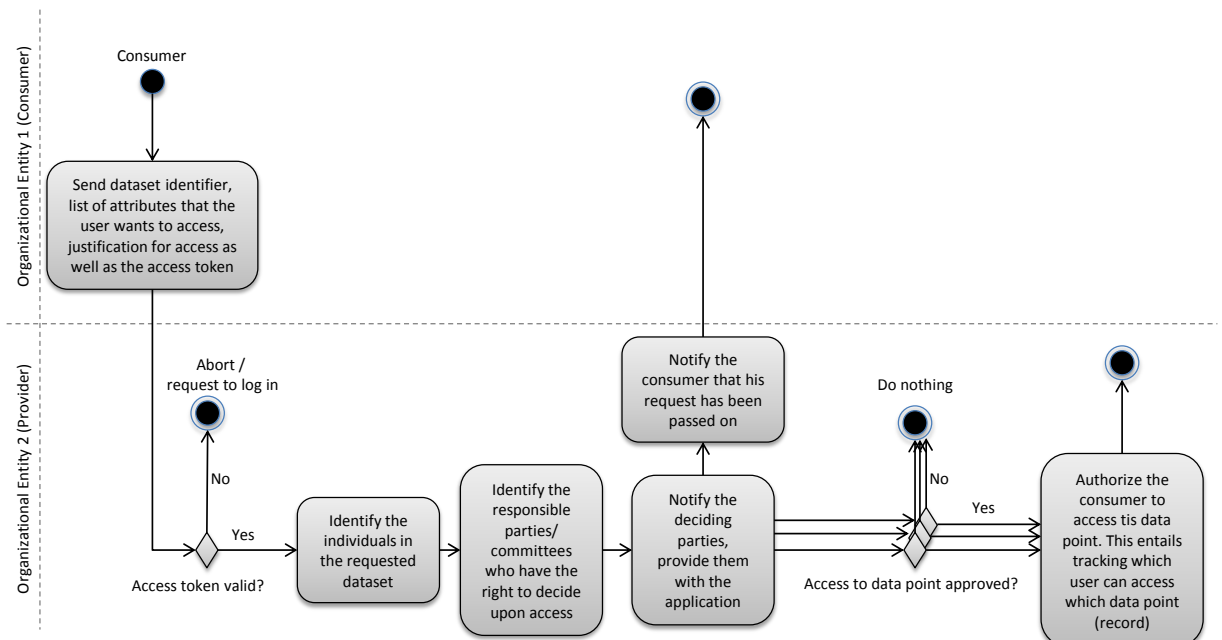 Organizational Entity 1 (Consumer)
Consumer
Send dataset identifier,
list of attributes that the
user wants to access,
justification for access as
well as the access token
Organizational Entity 2 (Provider)
Abort /
request to log in
No
Yes
Access token valid?
Identify the
individuals in
the requested
dataset
Identify the
responsible
parties/
committees
who have the
right to decide
upon access
Notify the
consumer that his
request has been
passed on
Notify the
deciding
parties,
provide them
with the
application
Do nothing
No
Yes
Access to data point approved?
Authorize the
consumer to
access tis data
point. This entails
tracking which
user can access
which data point
(record)